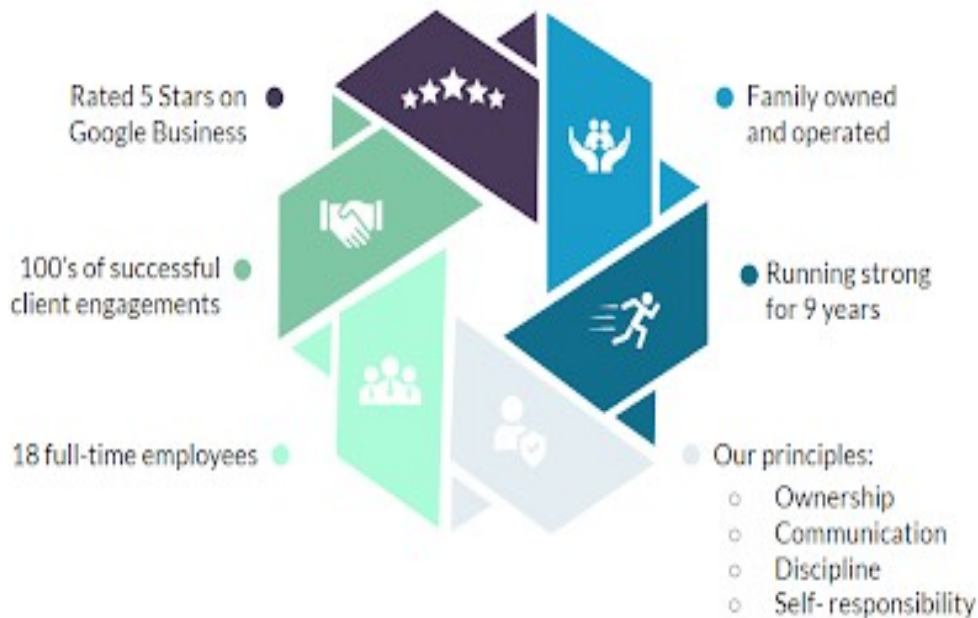 Rated 5 Stars on
Google Business
Family owned
and operated
100's of successful
client engagements
Running strong
for 9 years
18 full-time employees
Our principles:
Ownership
Communication
Discipline
Self- responsibility